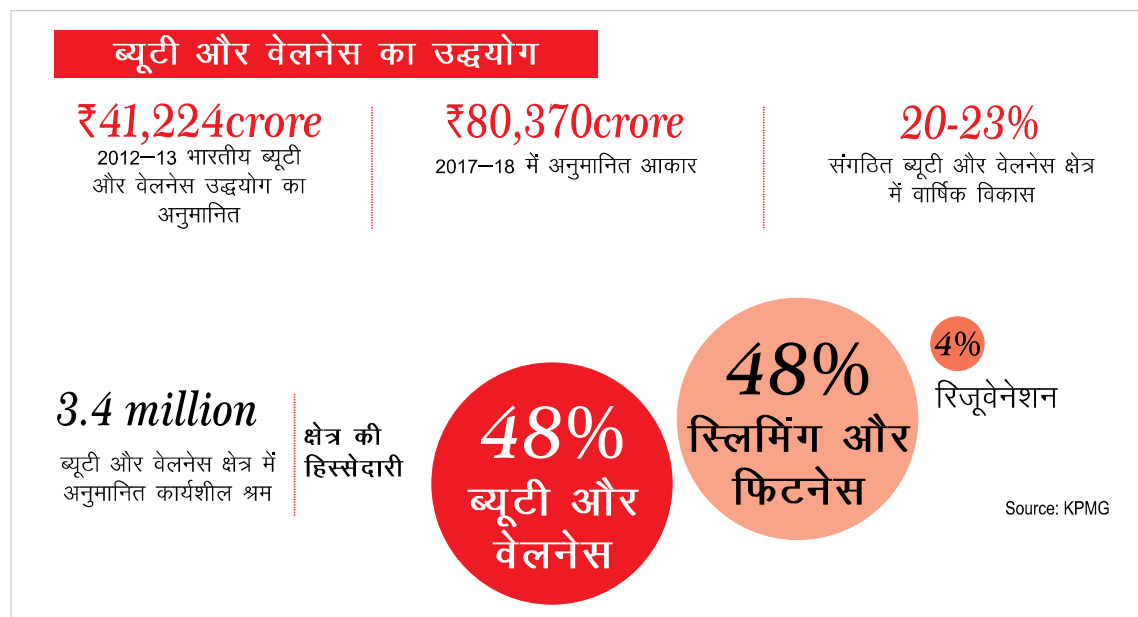 ब्यूटी और वेलनेस का उद्धयोग
₹41,224crore
2012–13 भारतीय ब्यूटी
और वेलनेस उद्धयोग का
अनुमानित
₹80,370crore
2017–18 में अनुमानित आकार
20-23%
संगठित ब्यूटी और वेलनेस क्षेत्र
में वार्षिक विकास
3.4 million
ब्यूटी और वेलनेस क्षेत्र में
अनुमानित कार्यशील श्रम
क्षेत्र की
हिस्सेदारी
48%
ब्यूटी और
वेलनेस
48%
स्लिमिंग और
फिटनेस
4%
रिजूवेनेशन
Source: KPMG